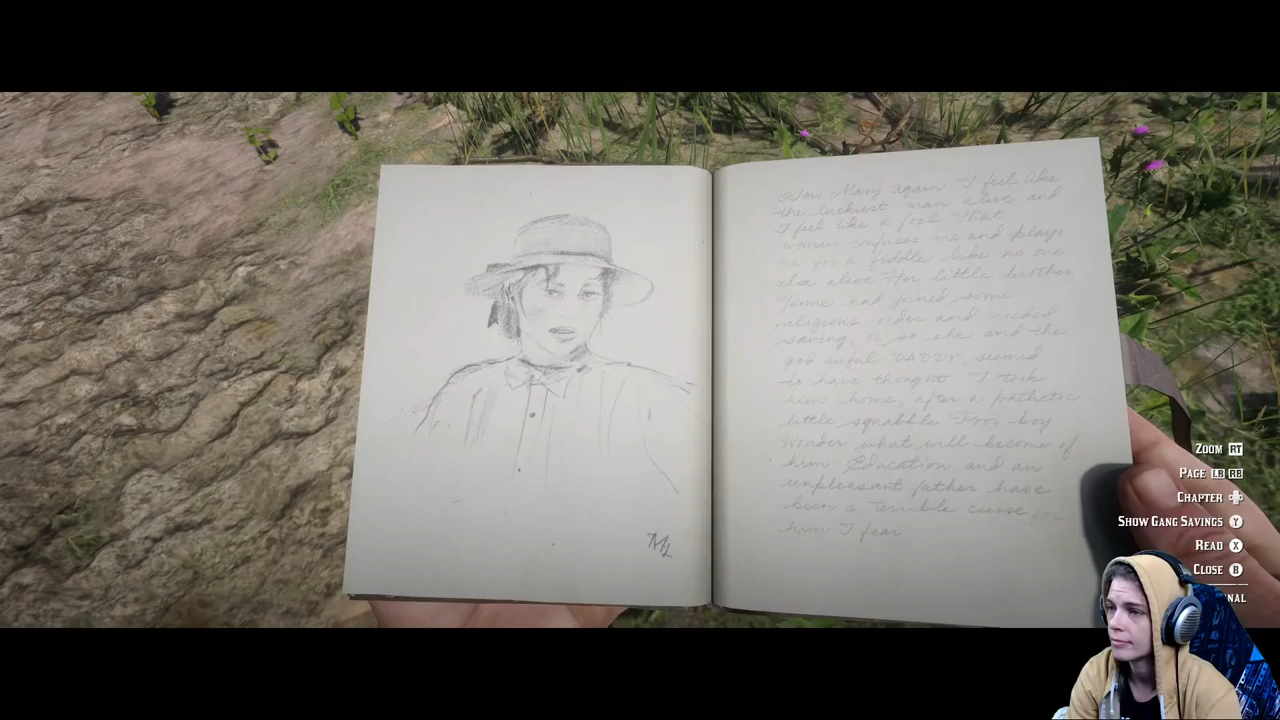 ML
Saw Mary again I feel like
the luckiest man alive and
I feel like a fool That
woman confuses me and plays
me for a fiddle like no one
else alive Her little brother
Jamie had joined some
religious order and needed
saving, or so she and the
god awful DADDY, seemed
to have thought I took
him home, after a pathetic
little squabble Poor boy
Wonder what will become of
him Education and an
unpleasant father have
been a terrible curse for
him I fear
ZOOM RT
PAGE LB RB
CHAPTER
SHOW GANG SAVINGS Y
READ X
CLOSE B
NAL